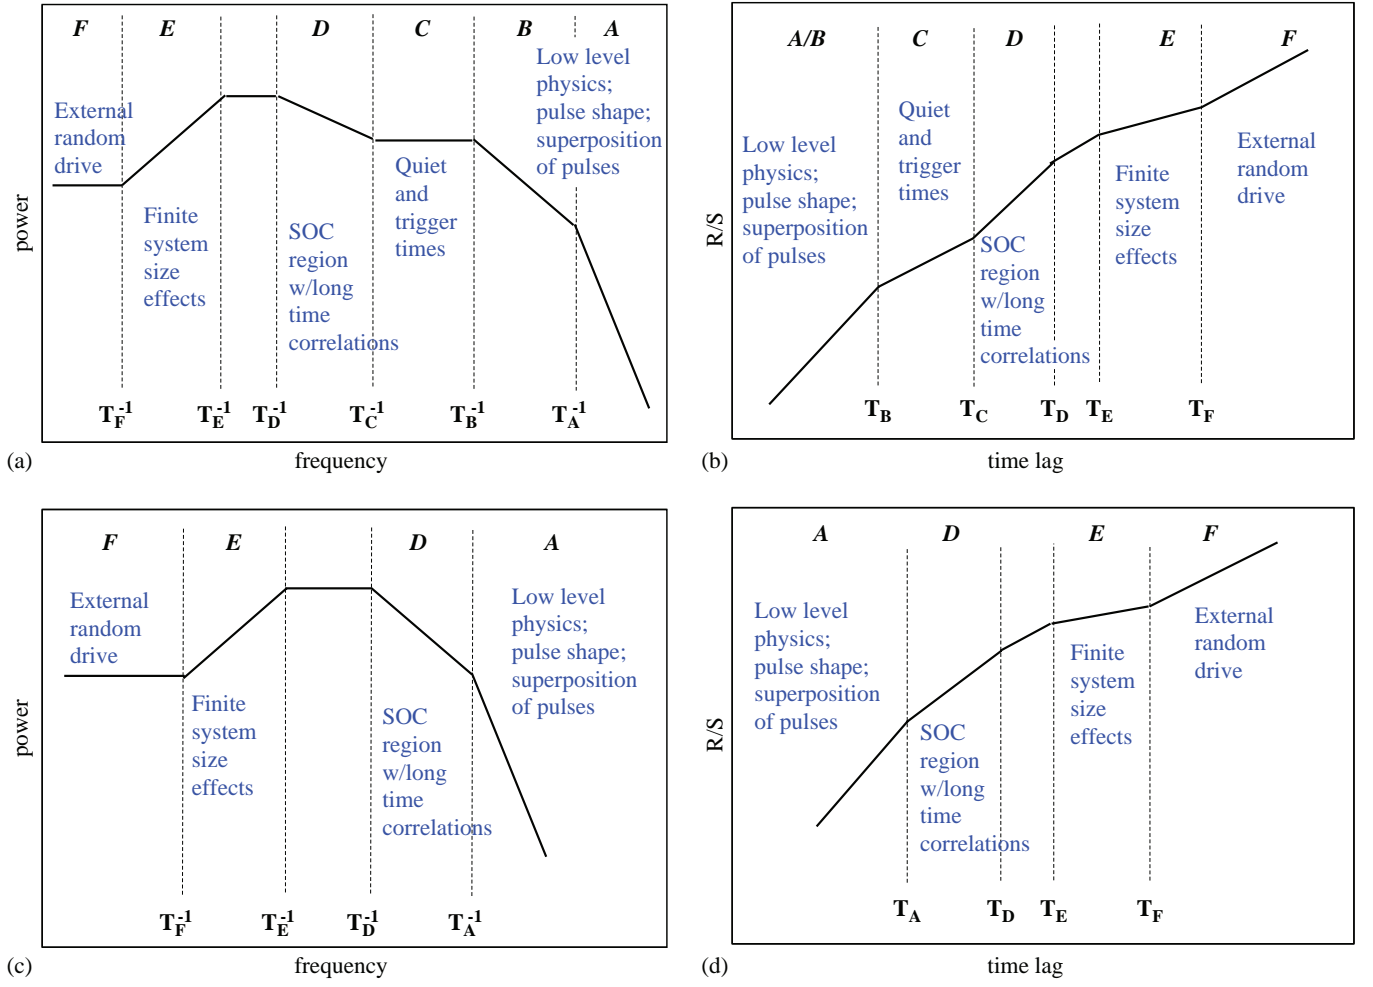 F E D C B A
External
random
drive
Finite
system
size
effects
SOC
region
w/long
time
correlations
Quiet
and
trigger
times
Low level
physics;
pulse shape;
superposition
of pulses
power
T_F^-1 T_E^-1 T_D^-1 T_C^-1 T_B^-1 T_A^-1
(a) frequency
A/B C D E F
Low level
physics;
pulse shape;
superposition
of pulses
Quiet
and
trigger
times
SOC
region
w/long
time
correlations
Finite
system
size
effects
External
random
drive
R/S
T_B T_C T_D T_E T_F
(b) time lag
F E D A
External
random
drive
Finite
system
size
effects
SOC
region
w/long
time
correlations
Low level
physics;
pulse shape;
superposition
of pulses
power
T_F^-1 T_E^-1 T_D^-1 T_A^-1
(c) frequency
A D E F
Low level
physics;
pulse shape;
superposition
of pulses
SOC
region
w/long
time
correlations
Finite
system
size
effects
External
random
drive
R/S
T_A T_D T_E T_F
(d) time lag